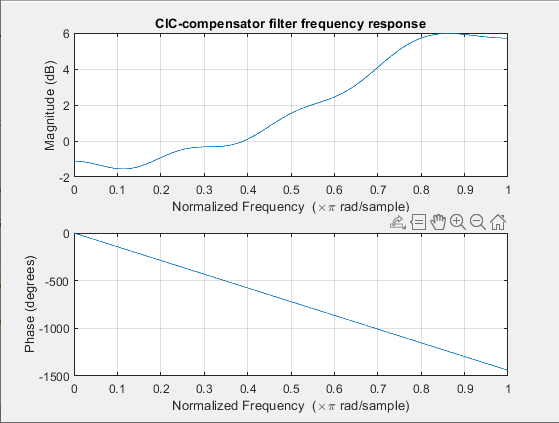 CIC-compensator filter frequency response
Magnitude (dB)
6
4
2
0
-2
0 0.1 0.2 0.3 0.4 0.5 0.6 0.7 0.8 0.9 1
Normalized Frequency (×π rad/sample)
Phase (degrees)
0
-500
-1000
-1500
0 0.1 0.2 0.3 0.4 0.5 0.6 0.7 0.8 0.9 1
Normalized Frequency (×π rad/sample)